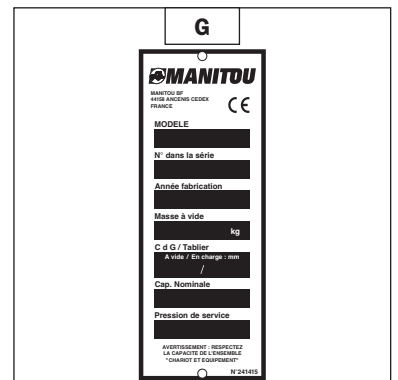 G
MANITOU
MANITOU BF
44158 ANCENIS CEDEX
FRANCE
CE
MODELE
N° dans la série
Année fabrication
Masse à vide
kg
C d G / Tablier
A vide / En charge : mm
/
Cap. Nominale
Pression de service
AVERTISSEMENT : RESPECTEZ
LA CAPACITE DE L'ENSEMBLE
"CHARIOT ET EQUIPEMENT"
N°241415